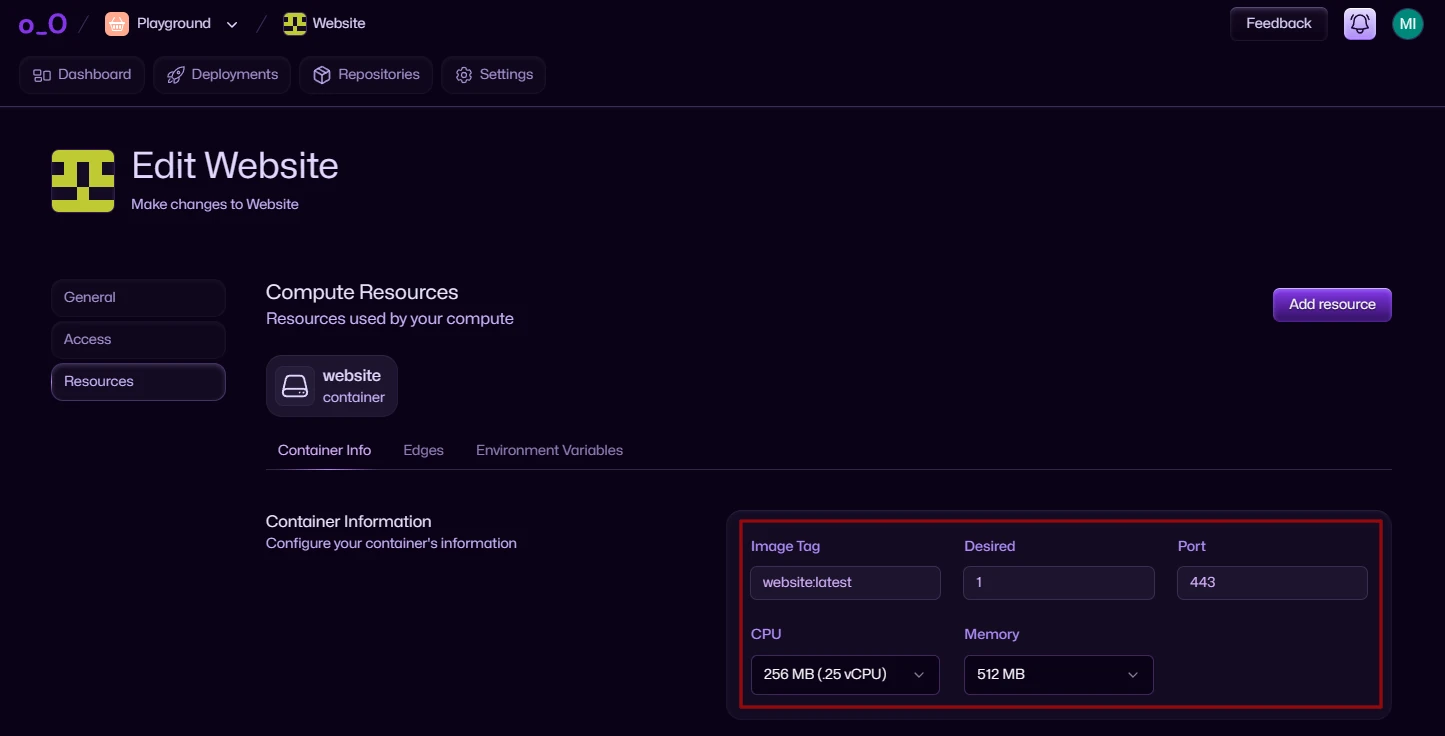 o_O / Playground / Website Feedback MI
Dashboard Deployments Repositories Settings
Edit Website
Make changes to Website
General
Access
Resources
Compute Resources
Resources used by your compute
Add resource
website
container
Container Info Edges Environment Variables
Container Information
Configure your container's information
Image Tag Desired Port
website:latest 1 443
CPU Memory
256 MB (.25 vCPU) 512 MB